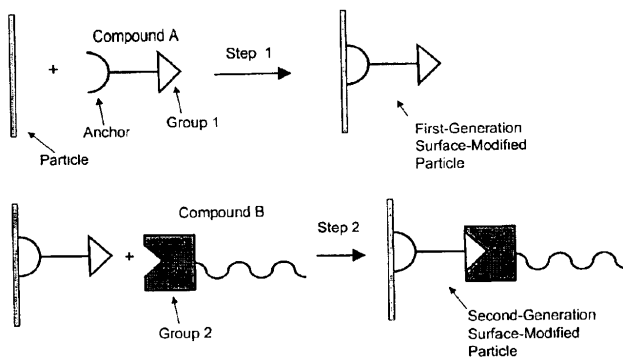 Compound A
Step 1
+
Anchor
Group 1
Particle
First-Generation
Surface-Modified
Particle
Compound B
Step 2
+
Group 2
Second-Generation
Surface-Modified
Particle